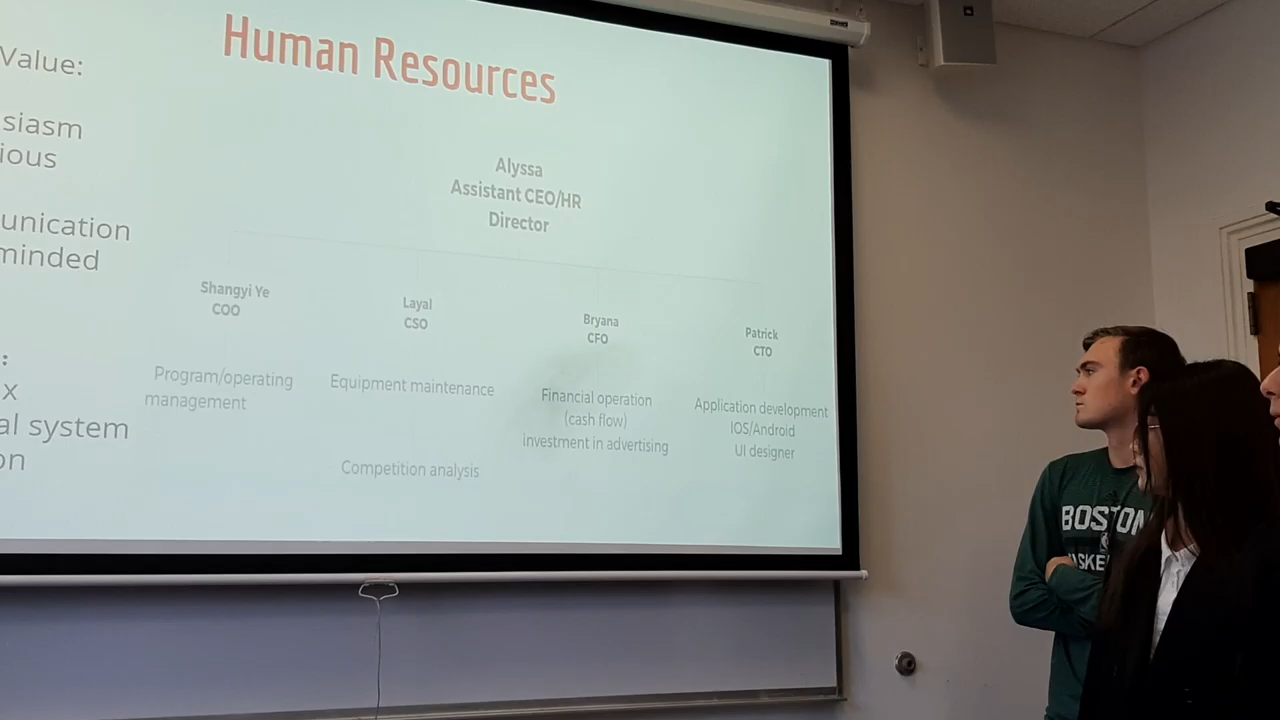 Human Resources
Value:
siasm
ious
unication
minded
:
x
al system
on
Alyssa
Assistant CEO/HR
Director
Shangyi Ye
COO
Program/operating
management
Layal
CSO
Equipment maintenance
Competition analysis
Bryana
CFO
Financial operation
(cash flow)
investment in advertising
Patrick
CTO
Application development
IOS/Android
UI designer
BOSTON
ASKE